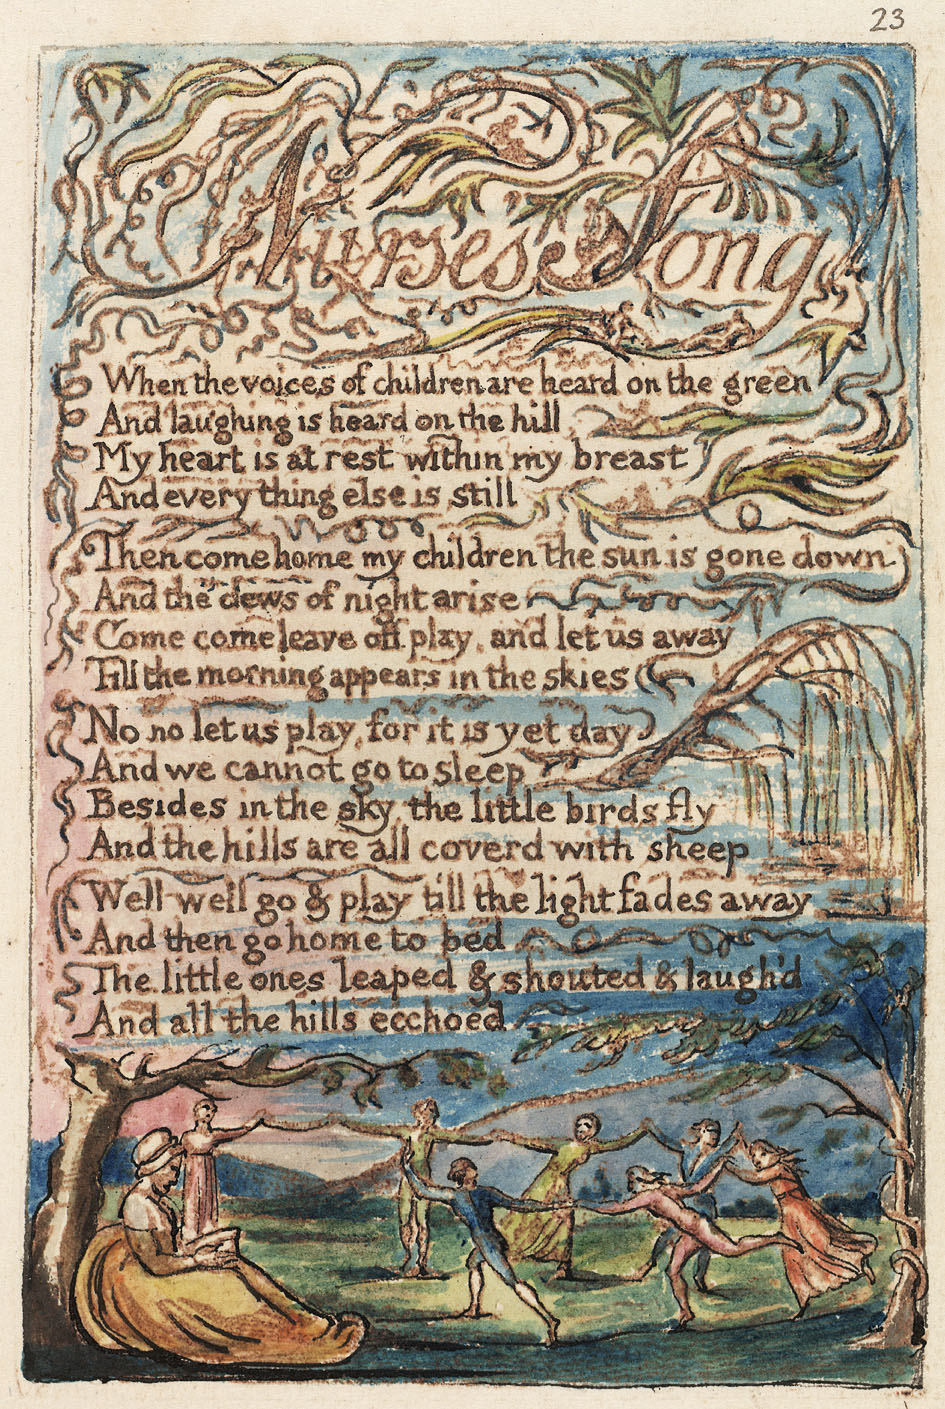 23
Nurses Song
When the voices of children are heard on the green
And laughing is heard on the hill
My heart is at rest within my breast
And every thing else is still
Then come home my children the sun is gone down
And the dews of night arise
Come come leave off play, and let us away
Till the morning appears in the skies
No no let us play, for it is yet day
And we cannot go to sleep
Besides in the sky, the little birds fly
And the hills are all coverd with sheep
Well well go & play till the light fades away
And then go home to bed
The little ones leaped & shouted & laugh'd
And all the hills ecchoed